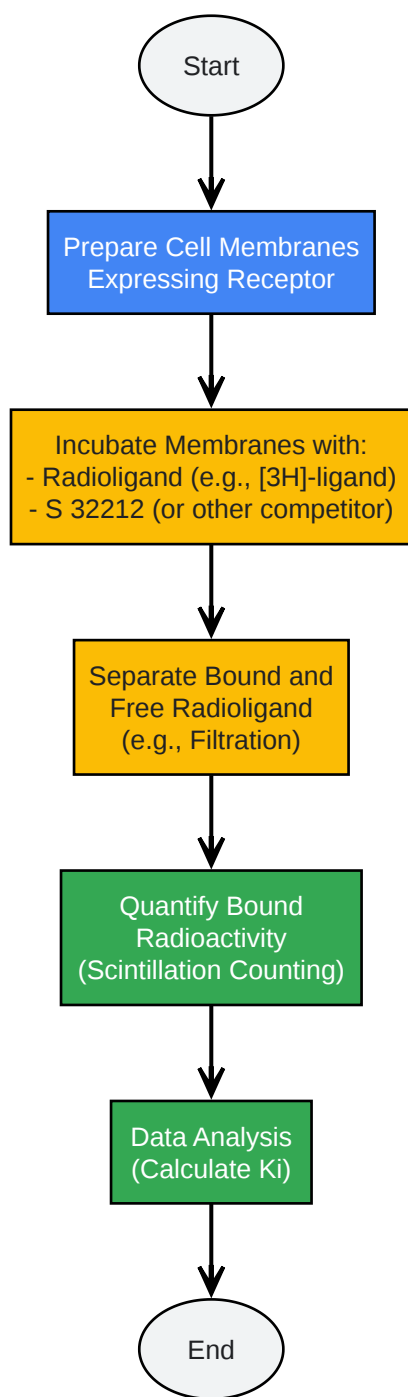 Start
Prepare Cell Membranes
Expressing Receptor
Incubate Membranes with:
- Radioligand (e.g., [3H]-ligand)
- S 32212 (or other competitor)
Separate Bound and
Free Radioligand
(e.g., Filtration)
Quantify Bound
Radioactivity
(Scintillation Counting)
Data Analysis
(Calculate Ki)
End